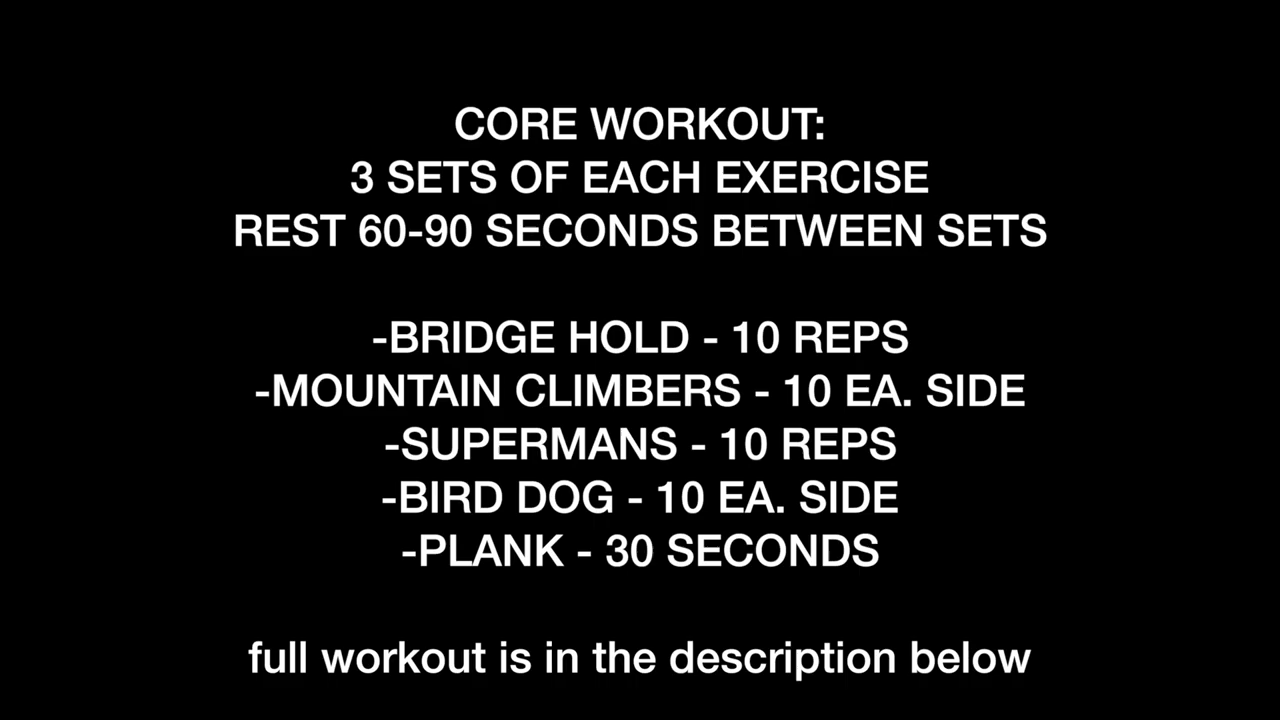 CORE WORKOUT:
3 SETS OF EACH EXERCISE
REST 60-90 SECONDS BETWEEN SETS
-BRIDGE HOLD - 10 REPS
-MOUNTAIN CLIMBERS - 10 EA. SIDE
-SUPERMANS - 10 REPS
-BIRD DOG - 10 EA. SIDE
-PLANK - 30 SECONDS
full workout is in the description below